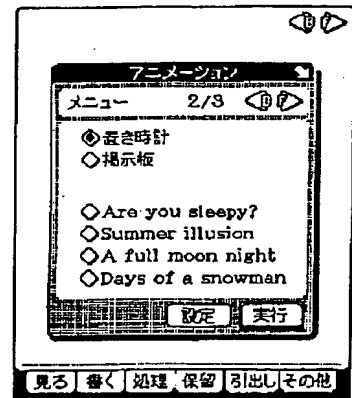 アニメーション
メニュー 2/3
置き時計
掲示板
Are you sleepy?
Summer illusion
A full moon night
Days of a snowman
設定 実行
見ろ 書く 処理 保留 引出し その他